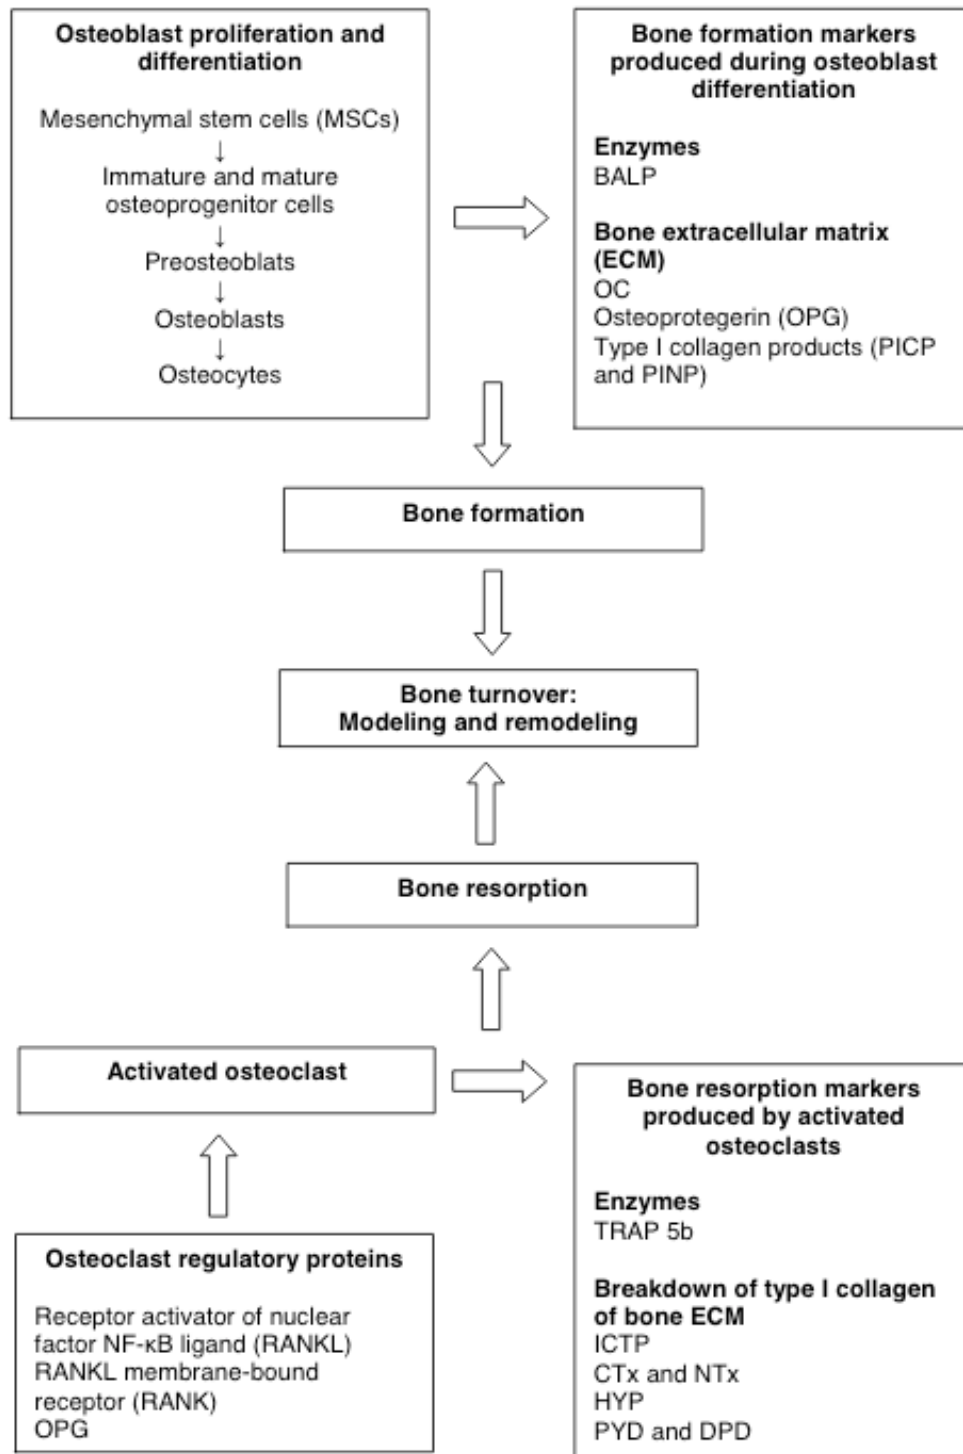 Osteoblast proliferation and
differentiation
Mesenchymal stem cells (MSCs)
↓
Immature and mature
osteoprogenitor cells
↓
Preosteoblats
↓
Osteoblasts
↓
Osteocytes
Bone formation markers
produced during osteoblast
differentiation
Enzymes
BALP
Bone extracellular matrix
(ECM)
OC
Osteoprotegerin (OPG)
Type I collagen products (PICP
and PINP)
Bone formation
Bone turnover:
Modeling and remodeling
Bone resorption
Activated osteoclast
Osteoclast regulatory proteins
Receptor activator of nuclear
factor NF-κB ligand (RANKL)
RANKL membrane-bound
receptor (RANK)
OPG
Bone resorption markers
produced by activated
osteoclasts
Enzymes
TRAP 5b
Breakdown of type I collagen
of bone ECM
ICTP
CTx and NTx
HYP
PYD and DPD